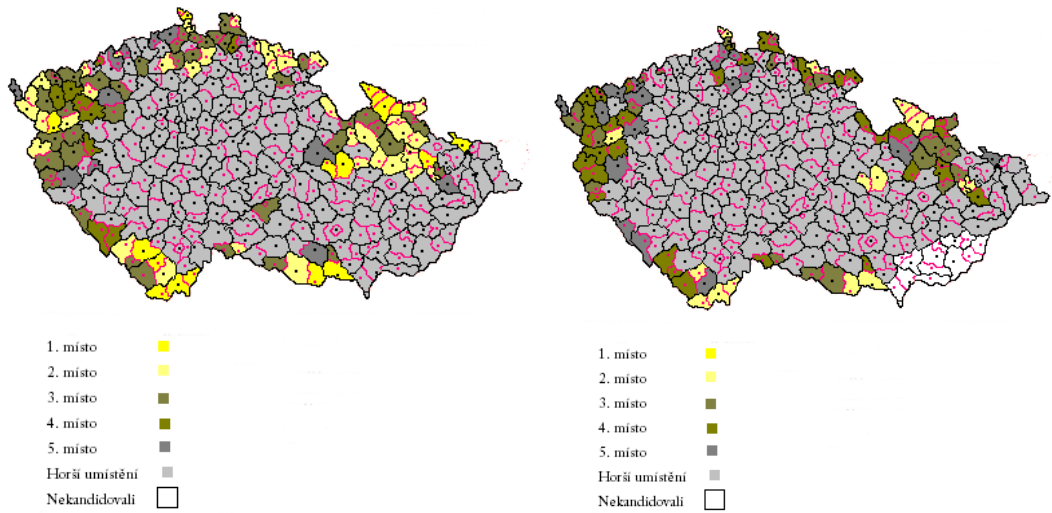 1. místo
2. místo
3. místo
4. místo
5. místo
Horší umístění
Nekandidovali
1. místo
2. místo
3. místo
4. místo
5. místo
Horší umístění
Nekandidovali